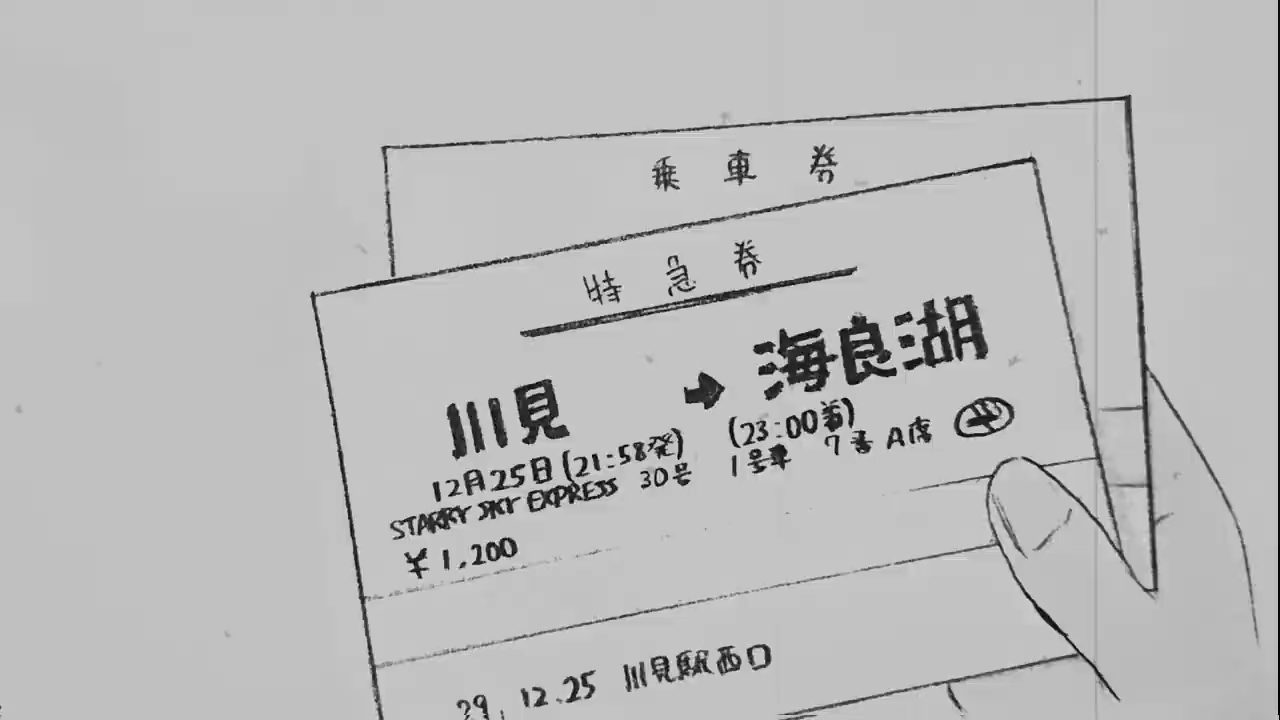 乗車券
特急券
川見 → 海良湖
12月25日 (21:58発) (23:00着)
STARRY SKY EXPRESS 30号 1号車 7番 A席
¥1,200
29.12.25 川見駅西口